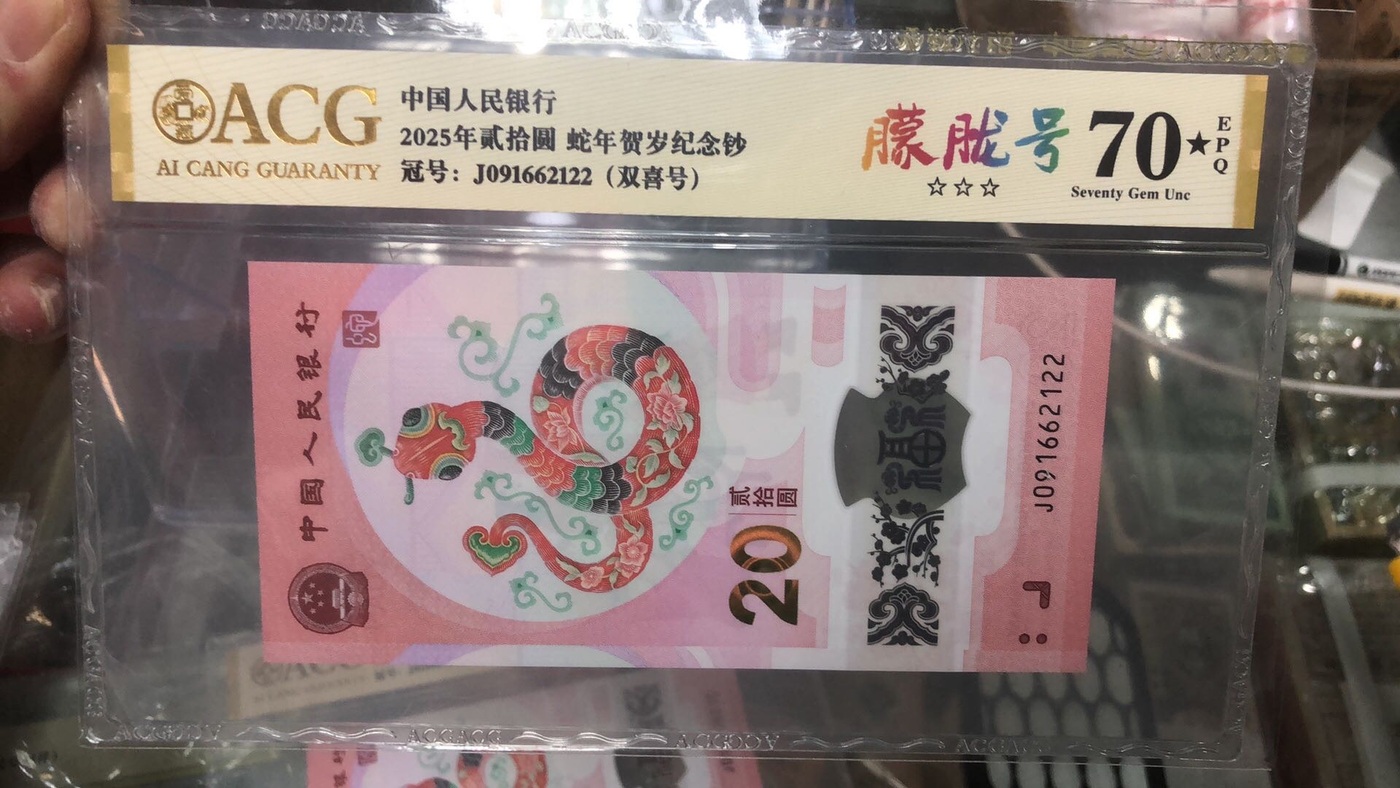 ACG
AI CANG GUARANTY
中国人民银行
2025年贰拾圆 蛇年贺岁纪念钞
冠号：J091662122（双喜号）
朦胧号
☆☆☆
70★
EPQ
Seventy Gem Unc
中国人民银行
贰拾圆
20
福
J091662122
ACG